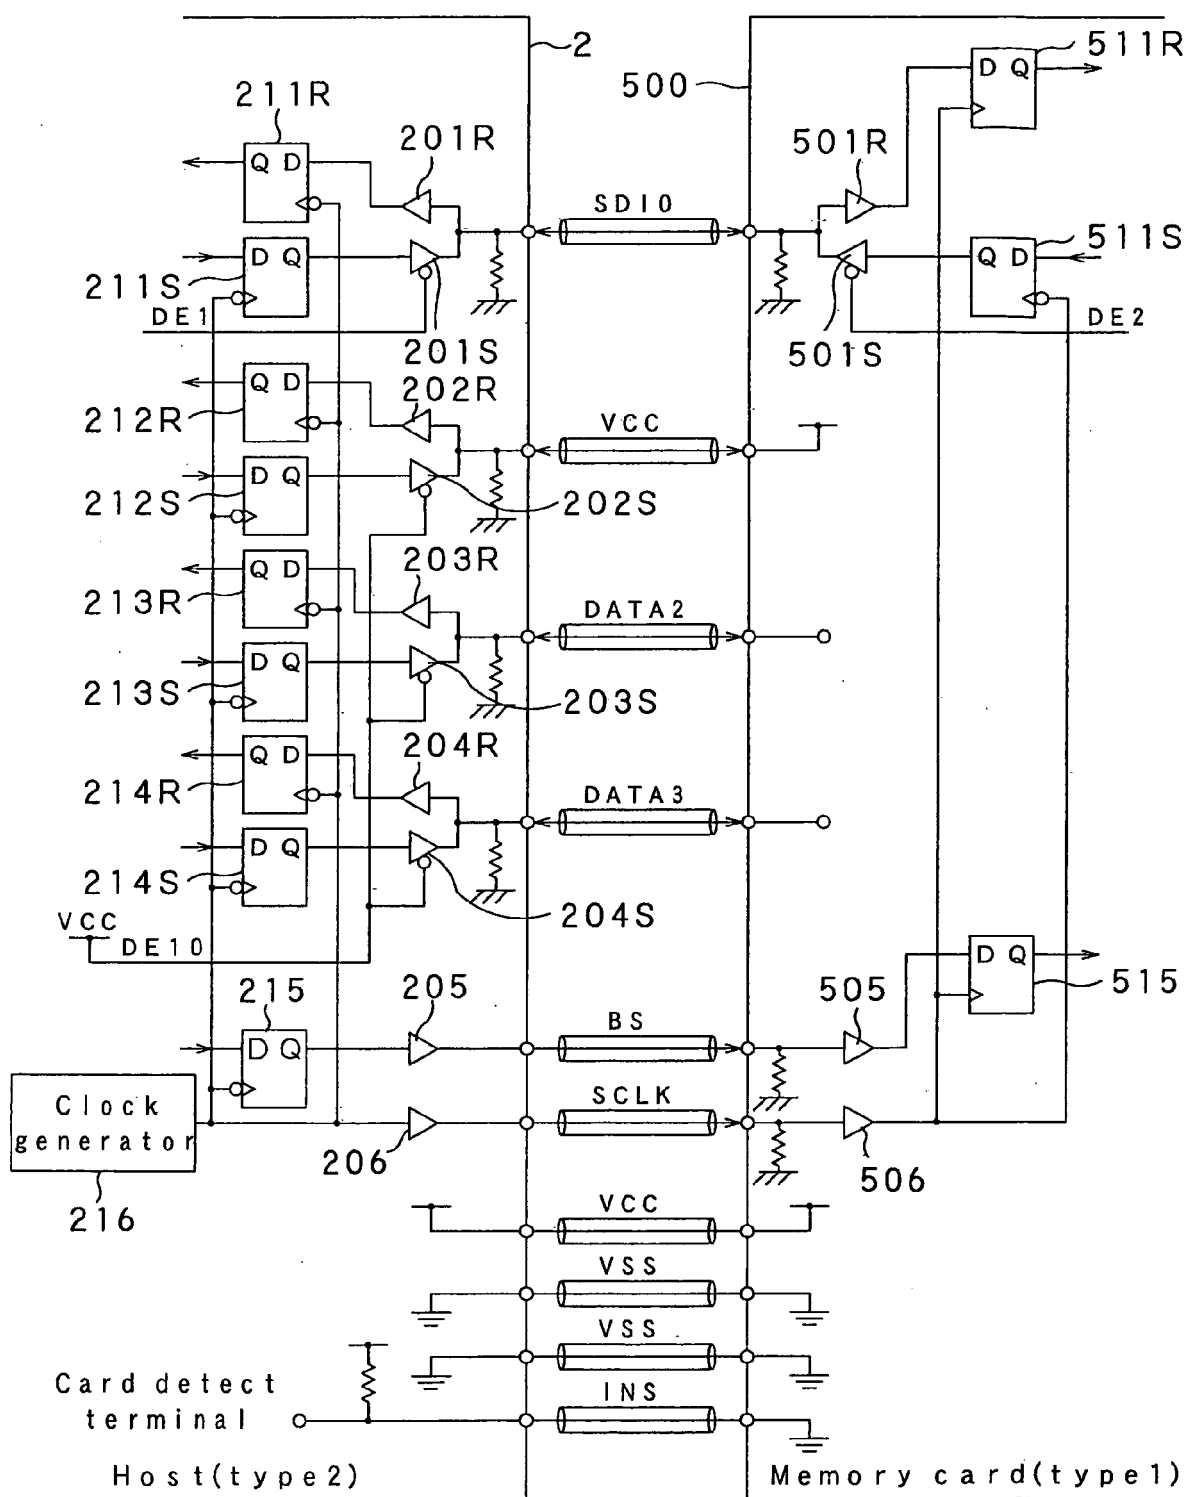 2
511R
D Q
500
211R
201R
501R
Q D
SDIO
511S
D Q
Q D
211S
DE1
DE2
201S
501S
202R
Q D
VCC
212R
D Q
212S
202S
203R
Q D
DATA2
213R
D Q
213S
203S
204R
Q D
DATA3
214R
D Q
214S
204S
VCC
DE10
D Q
215
205
505
515
BS
D Q
SCLK
Clock
generator
206
506
216
VCC
VSS
VSS
Card detect
terminal
INS
Host(type2)
Memory card(type1)